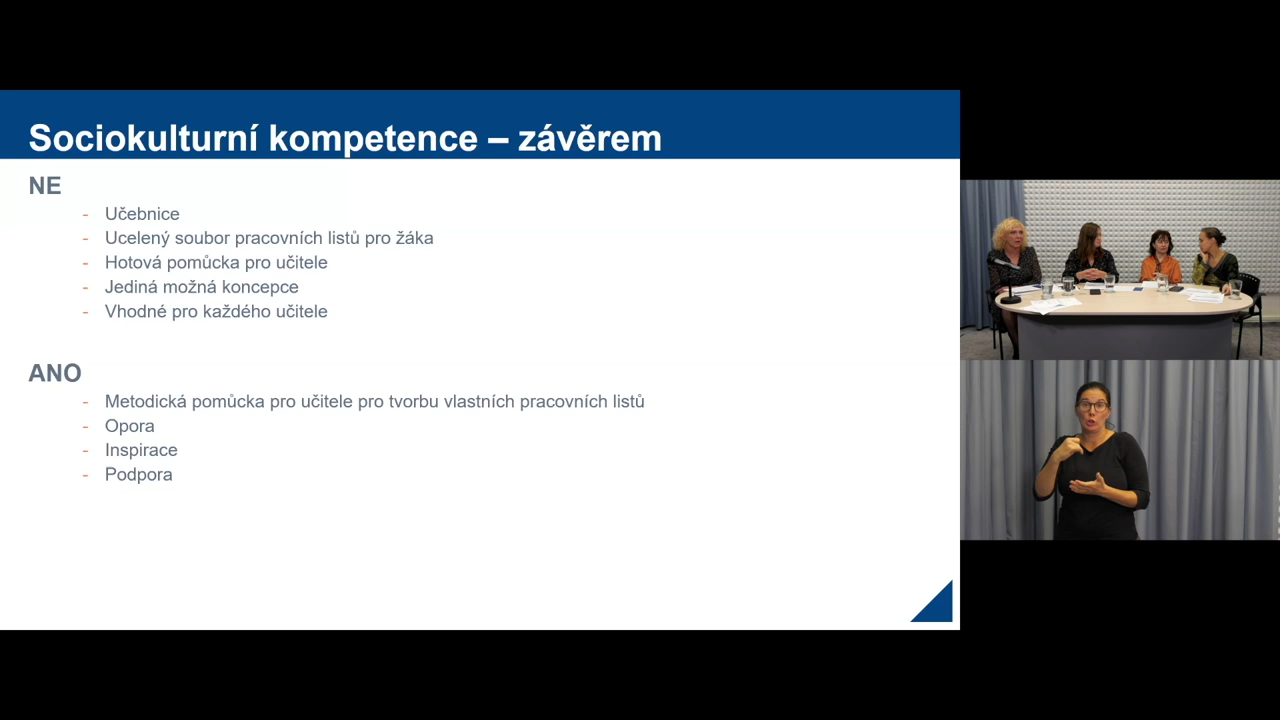 Sociokulturní kompetence – závěrem
NE
- Učebnice
- Ucelený soubor pracovních listů pro žáka
- Hotová pomůcka pro učitele
- Jediná možná koncepce
- Vhodné pro každého učitele
ANO
- Metodická pomůcka pro učitele pro tvorbu vlastních pracovních listů
- Opora
- Inspirace
- Podpora